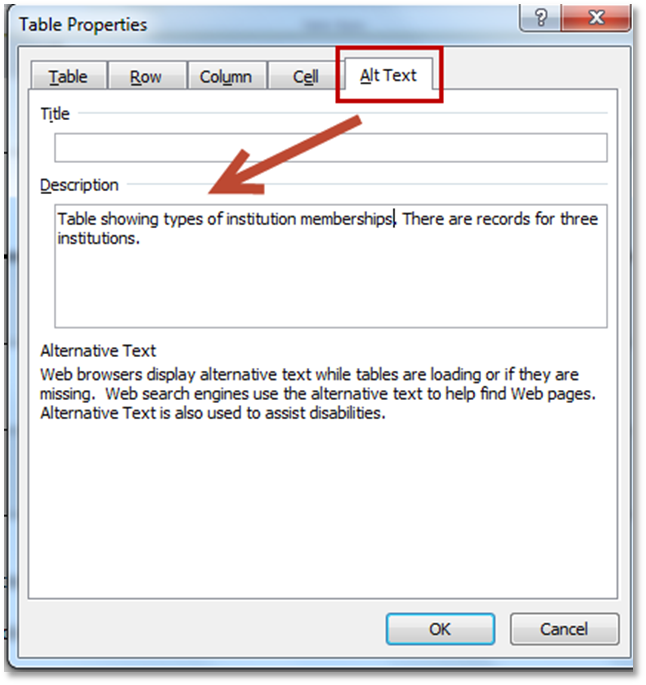 Table Properties
?
Table Row Column Cell Alt Text
Title
Description
Table showing types of institution memberships. There are records for three
institutions.
Alternative Text
Web browsers display alternative text while tables are loading or if they are
missing.  Web search engines use the alternative text to help find Web pages.
Alternative Text is also used to assist disabilities.
OK Cancel